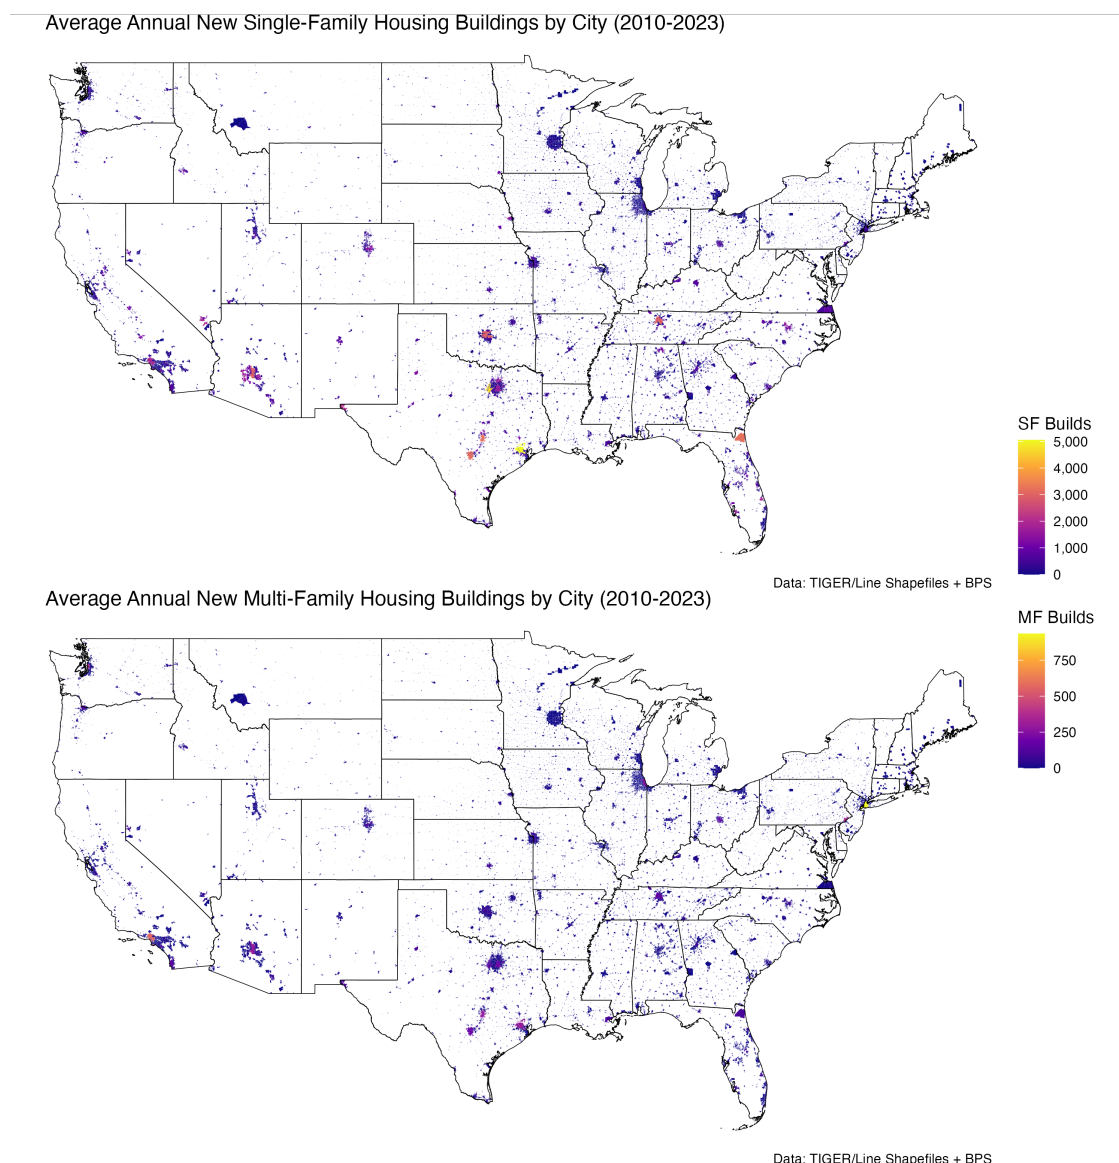 Average Annual New Single-Family Housing Buildings by City (2010-2023)
SF Builds
5,000
4,000
3,000
2,000
1,000
0
Data: TIGER/Line Shapefiles + BPS
Average Annual New Multi-Family Housing Buildings by City (2010-2023)
MF Builds
750
500
250
0
Data: TIGER/Line Shapefiles + BPS